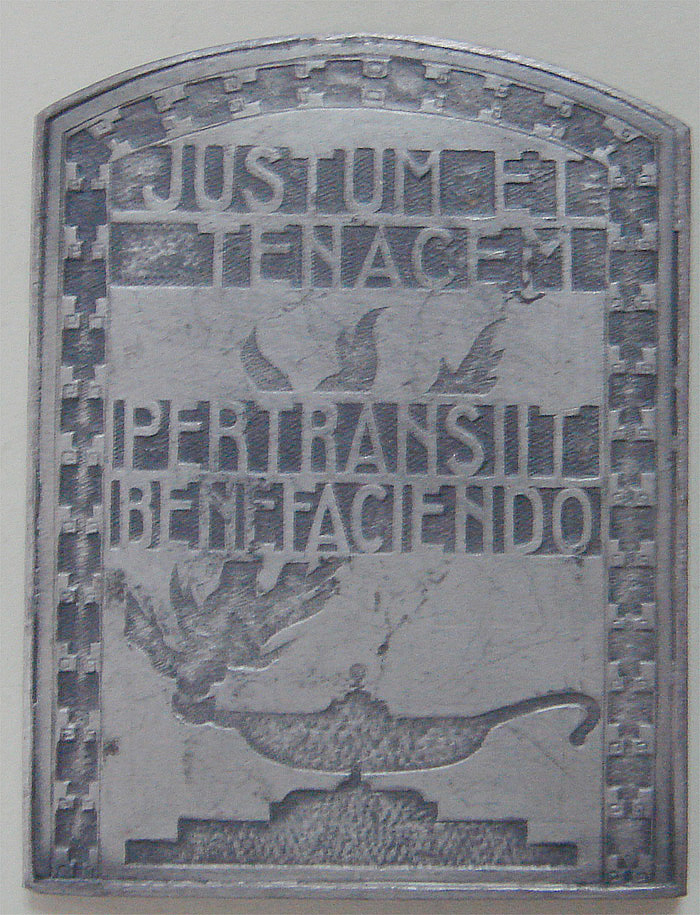 JUSTUM ET
TENACEM
PERTRANSIIT
BENEFACIENDO